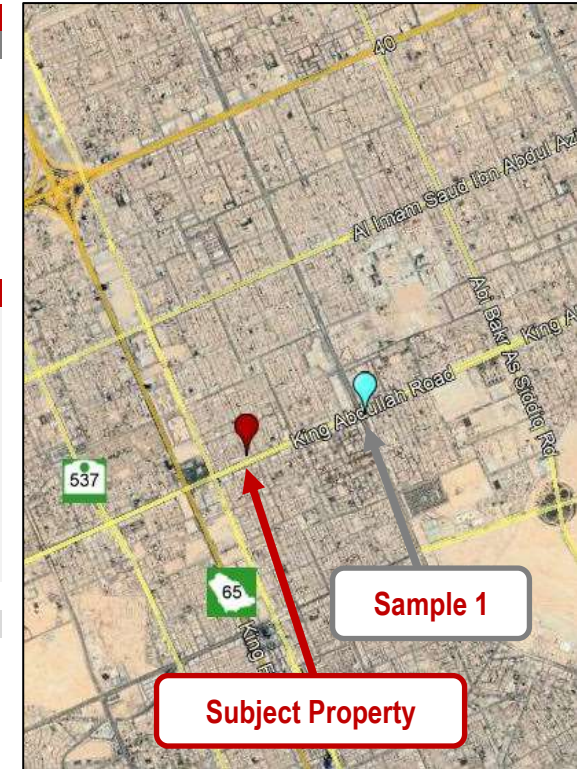 40
Al Imam Saud Ibn Abdul Azi
Abi Bakr As Siddiq Rd
King A
King Abdullah Road
537
65
King F
Sample 1
Subject Property